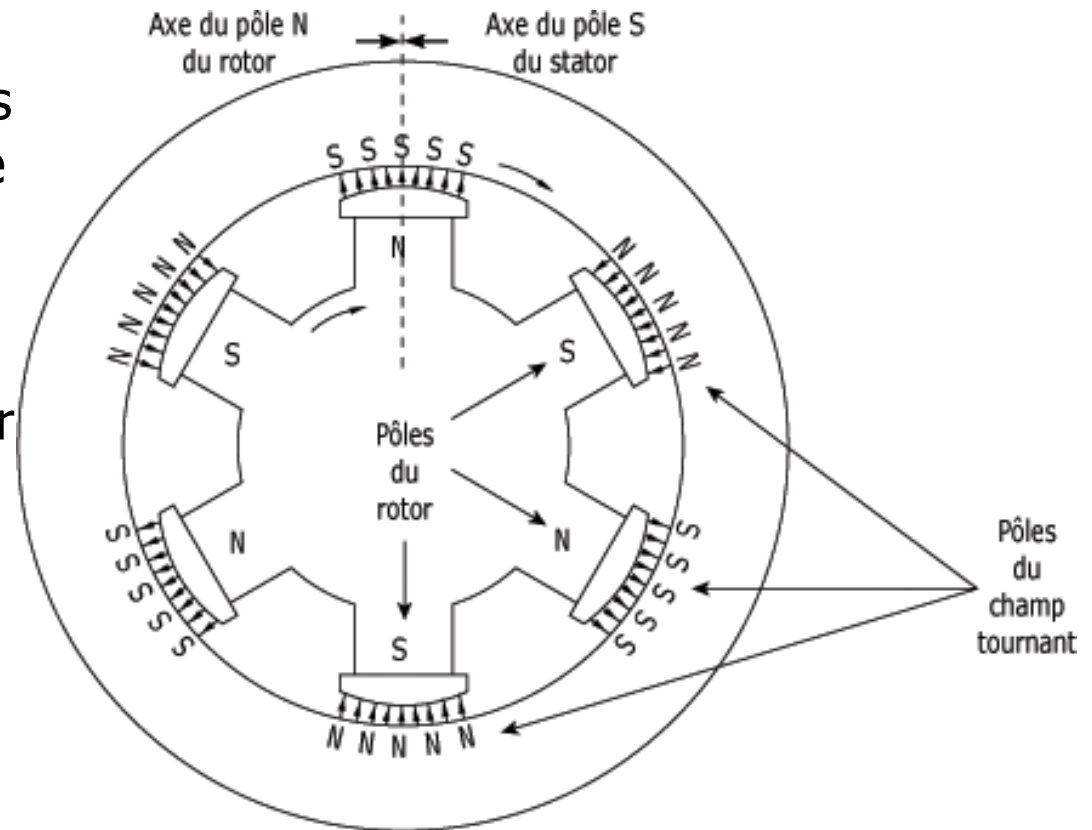 Axe du pôle N
du rotor
Axe du pôle S
du stator
s
e
r
S S S S S
N
N N N N N
N N N N N
S
S
Pôles
du
rotor
N
N
S
S S S S S
S S S S S
N N N N N
Pôles
du
champ
tournant